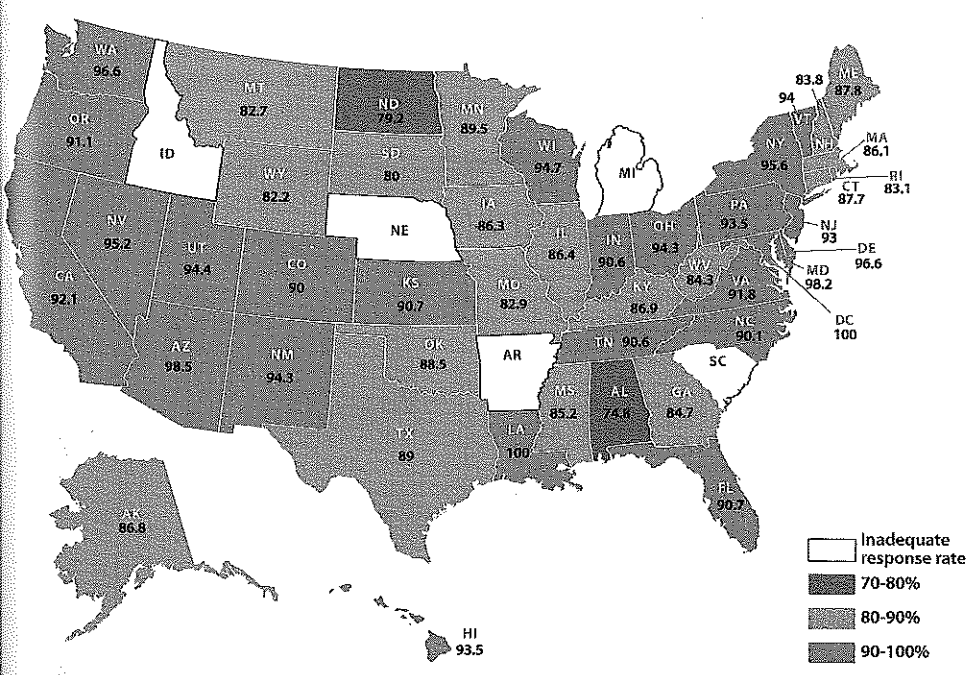 WA
96.6
OR
91.1
ID
MT
82.7
ND
79.2
MN
89.5
SD
80
WY
82.2
WI
94.7
MI
NV
95.2
UT
94.4
CO
90
NE
IA
86.3
IL
86.4
IN
90.6
OH
94.3
CA
92.1
AZ
98.5
NM
94.3
KS
90.7
MO
82.9
KY
86.9
WV
84.3
VA
91.8
OK
88.5
AR
TN 90.6
NC
90.1
SC
TX
89
LA
100
MS
85.2
AL
74.8
GA
84.7
FL
90.7
PA
93.5
NY
95.6
94
VT
83.8
NH
ME
87.8
MA
86.1
RI
83.1
CT
87.7
NJ
93
DE
96.6
MD
98.2
DC
100
AK
86.8
HI
93.5
Inadequate
response rate
70-80%
80-90%
90-100%